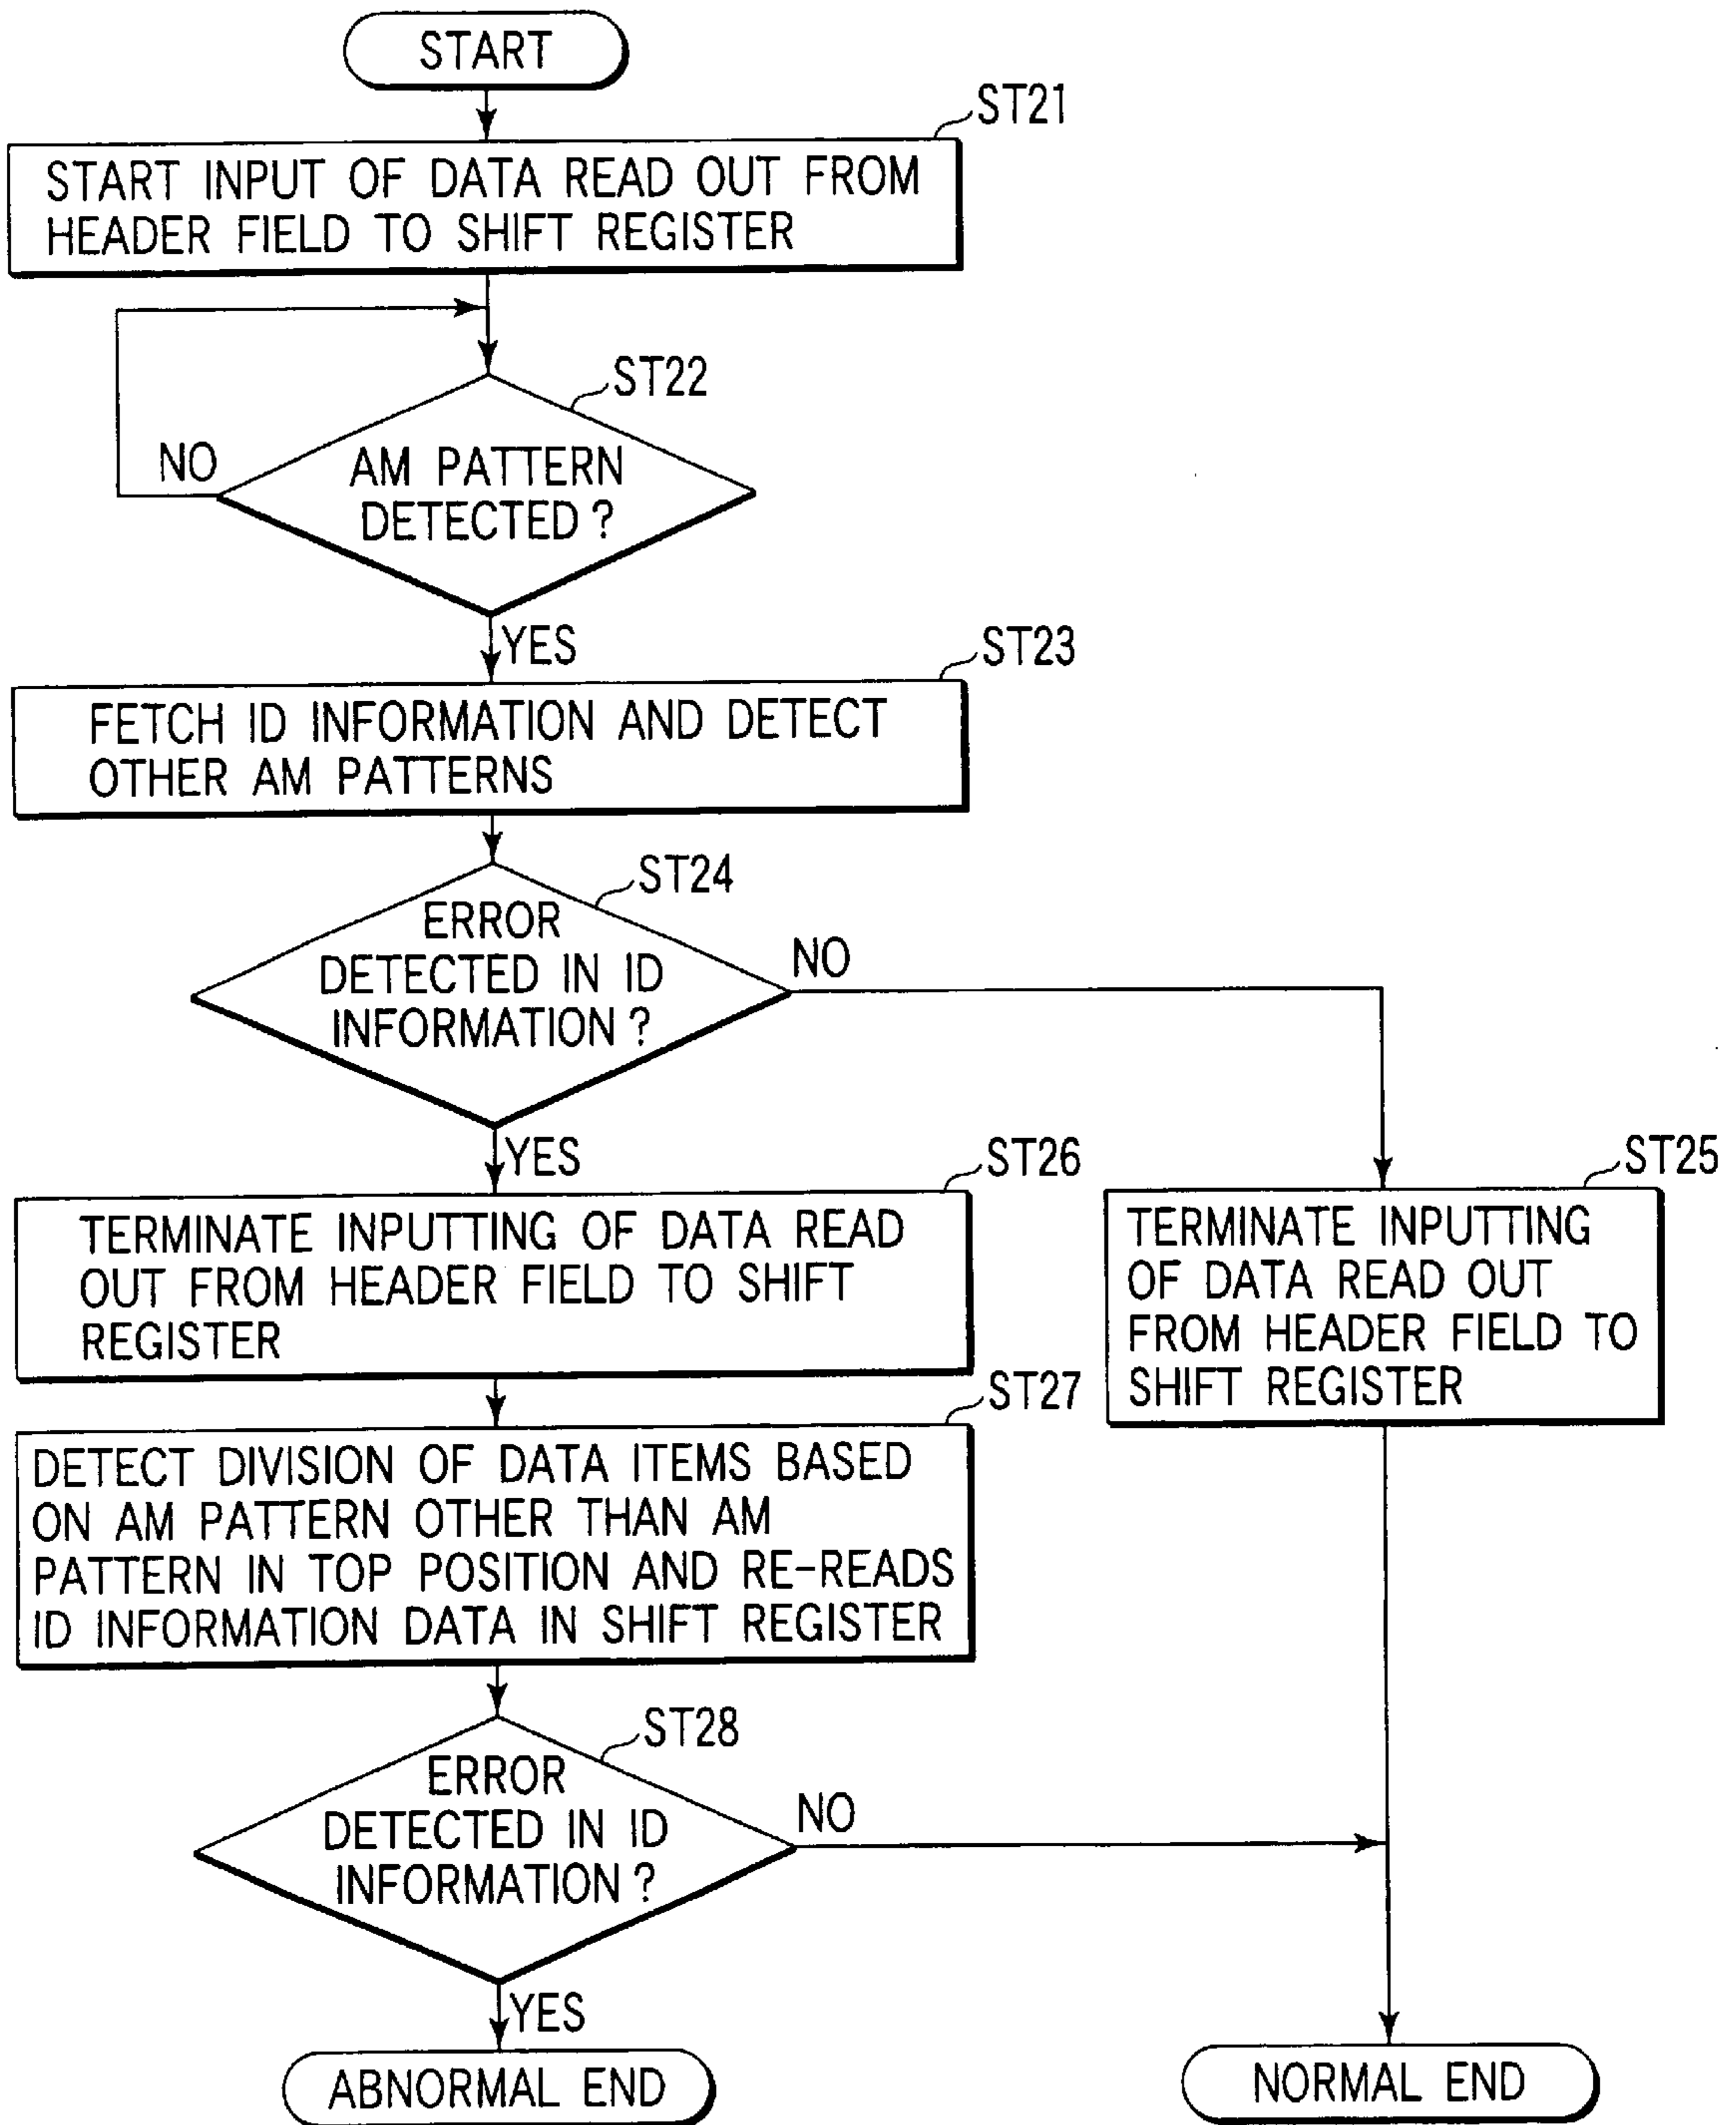 START
ST21
START INPUT OF DATA READ OUT FROM
HEADER FIELD TO SHIFT REGISTER
ST22
NO
AM PATTERN
DETECTED ?
YES
ST23
FETCH ID INFORMATION AND DETECT
OTHER AM PATTERNS
ST24
ERROR
DETECTED IN ID
INFORMATION ?
NO
YES
ST26
TERMINATE INPUTTING OF DATA READ
OUT FROM HEADER FIELD TO SHIFT
REGISTER
ST25
TERMINATE INPUTTING
OF DATA READ OUT
FROM HEADER FIELD TO
SHIFT REGISTER
ST27
DETECT DIVISION OF DATA ITEMS BASED
ON AM PATTERN OTHER THAN AM
PATTERN IN TOP POSITION AND RE-READS
ID INFORMATION DATA IN SHIFT REGISTER
ST28
ERROR
DETECTED IN ID
INFORMATION ?
NO
YES
ABNORMAL END
NORMAL END